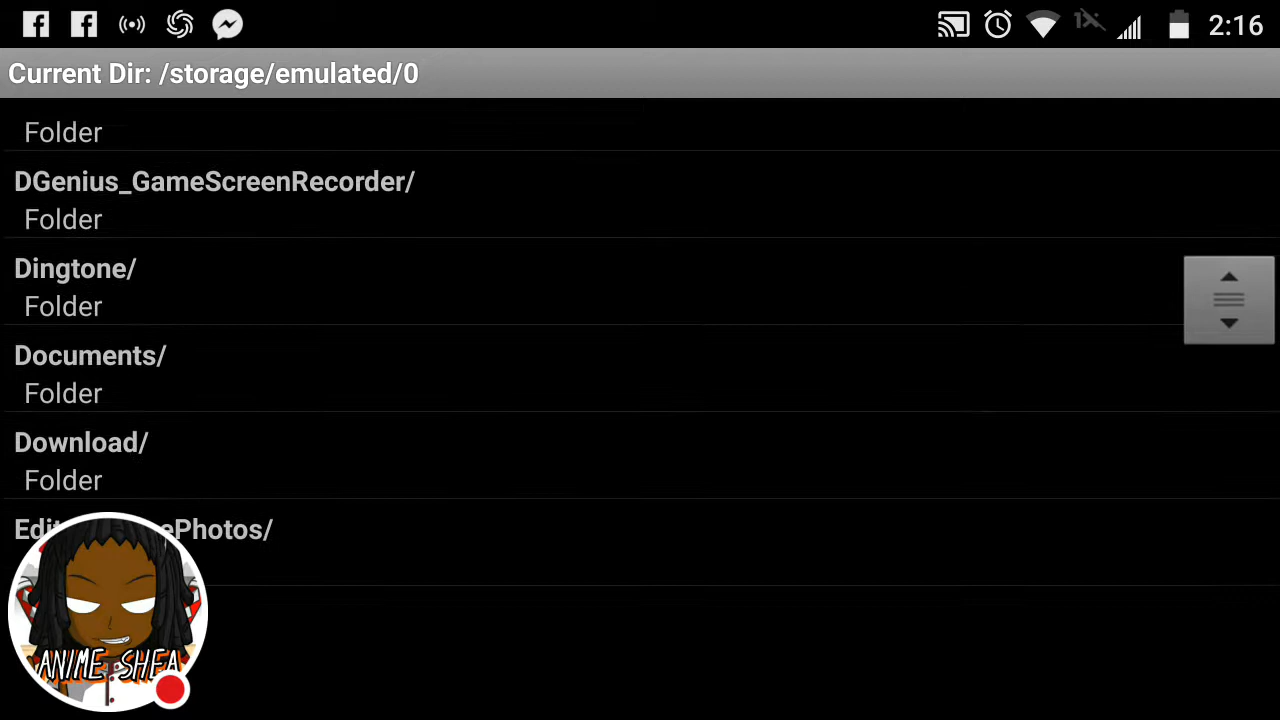 2:16
Current Dir: /storage/emulated/0
Folder
DGenius_GameScreenRecorder/
Folder
Dingtone/
Folder
Documents/
Folder
Download/
Folder
ePhotos/
ANIME SHEA